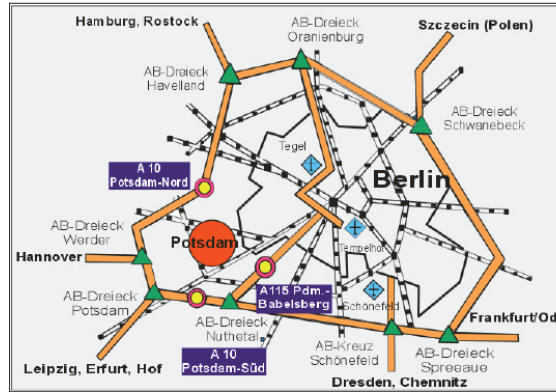 Hamburg, Rostock
AB-Dreieck
Oranienburg
Szczecin (Polen)
AB-Dreieck
Havelland
AB-Dreieck
Schwanebeck
Tegel
A 10
Potsdam-Nord
Berlin
AB-Dreieck
Werder
Potsdam
Tempelhof
Hannover
A115 Pdm.-
Babelsberg
Schönefeld
AB-Dreieck
Potsdam
Frankfurt/Od
AB-Dreieck
Nuthetal
AB-Kreuz
Schönefeld
AB-Dreieck
Spreeaue
A 10
Potsdam-Süd
Leipzig, Erfurt, Hof
Dresden, Chemnitz